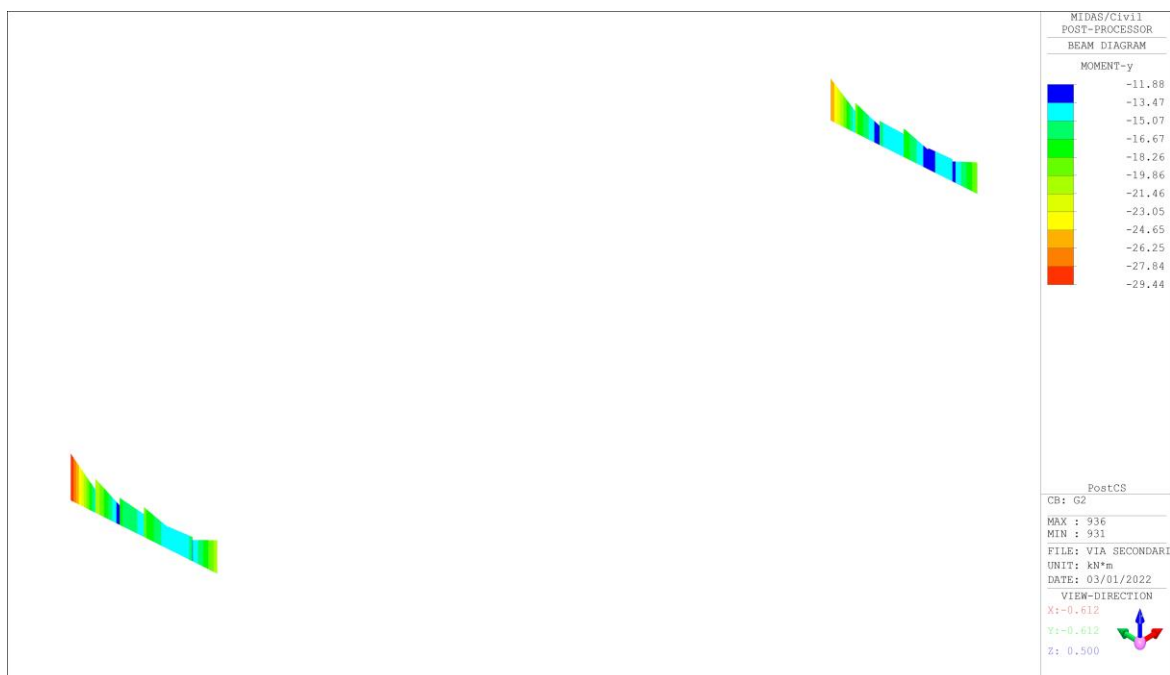 MIDAS/Civil
POST-PROCESSOR
BEAM DIAGRAM
MOMENT-y
-11.88
-13.47
-15.07
-16.67
-18.26
-19.86
-21.46
-23.05
-24.65
-26.25
-27.84
-29.44
PostCS
CB: G2
MAX : 936
MIN : 931
FILE: VIA SECONDARI
UNIT: kN*m
DATE: 03/01/2022
VIEW-DIRECTION
X:-0.612
Y:-0.612
Z: 0.500